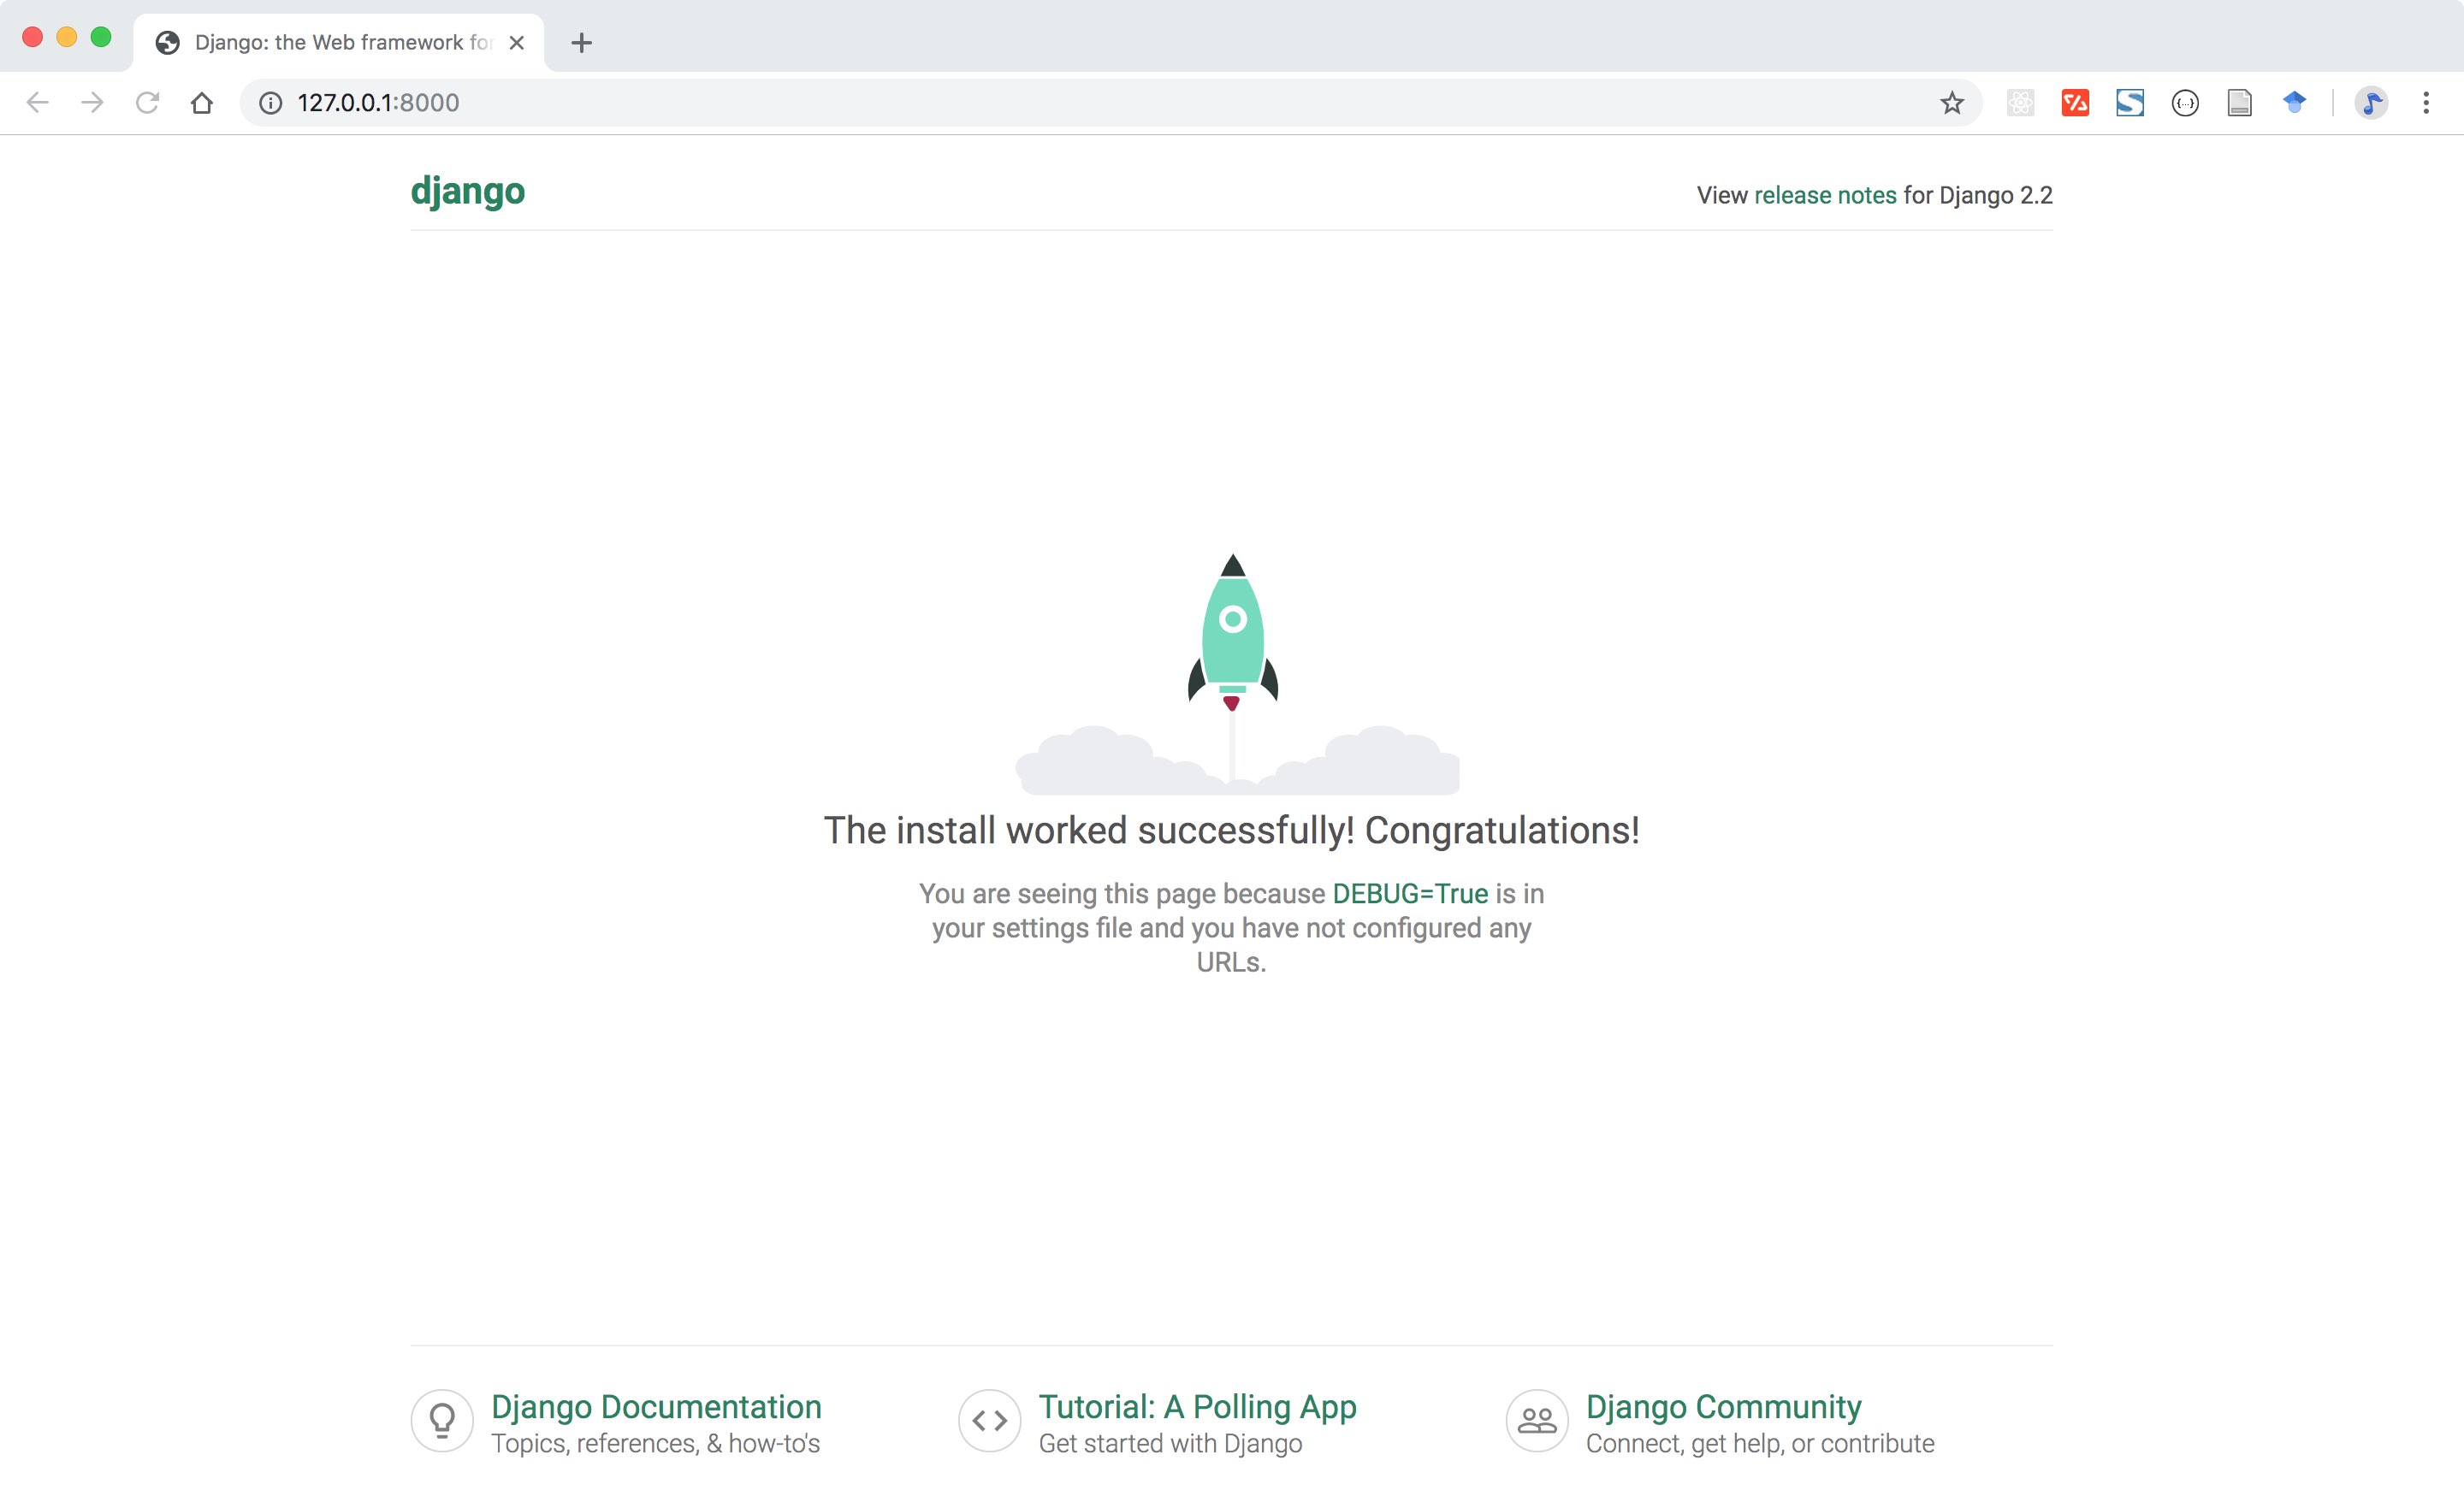 Django: the Web framework for
127.0.0.1:8000
django
View release notes for Django 2.2
The install worked successfully! Congratulations!
You are seeing this page because DEBUG=True is in
your settings file and you have not configured any
URLs.
Django Documentation
Topics, references, & how-to's
Tutorial: A Polling App
Get started with Django
Django Community
Connect, get help, or contribute